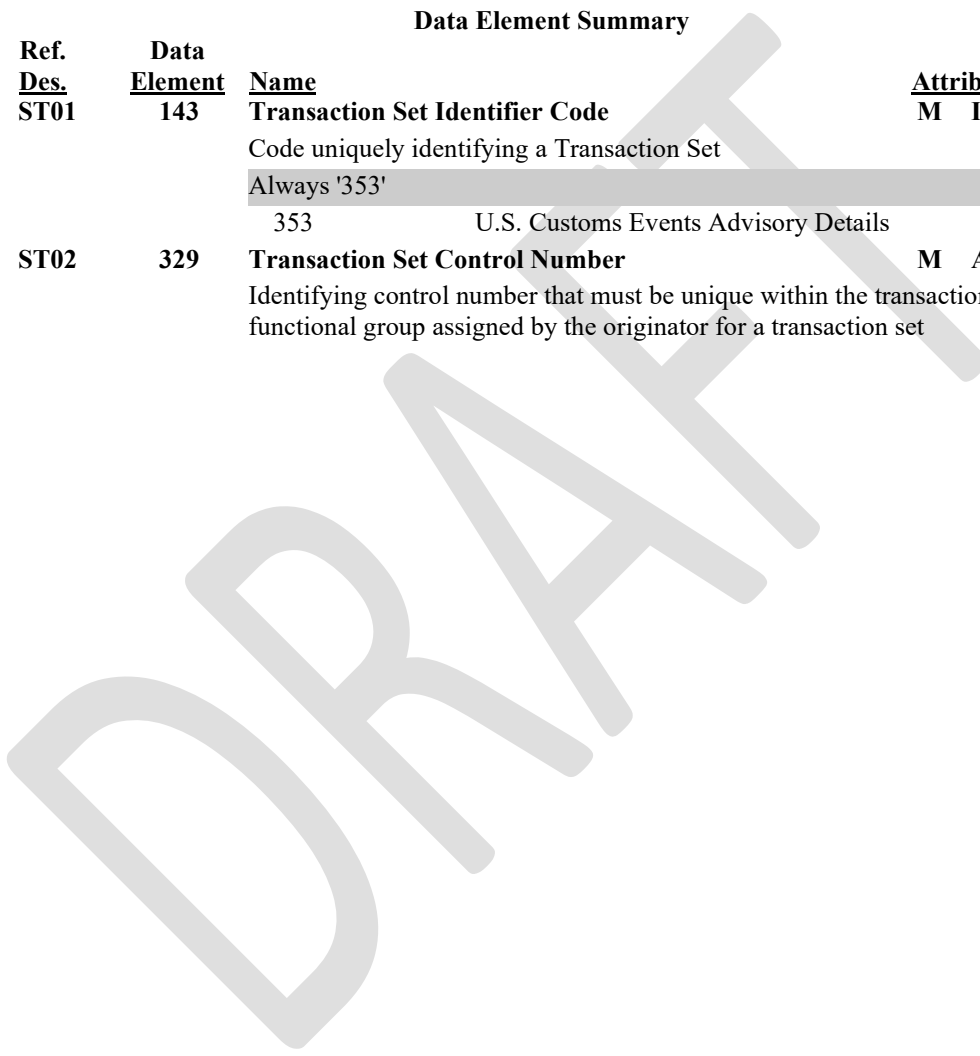 Data Element Summary
Ref. Data
Des. Element Name
ST01 143 Transaction Set Identifier Code M
Code uniquely identifying a Transaction Set
Always '353'
353 U.S. Customs Events Advisory Details
ST02 329 Transaction Set Control Number M
Identifying control number that must be unique within the
functional group assigned by the originator for a transaction set
DRAFT